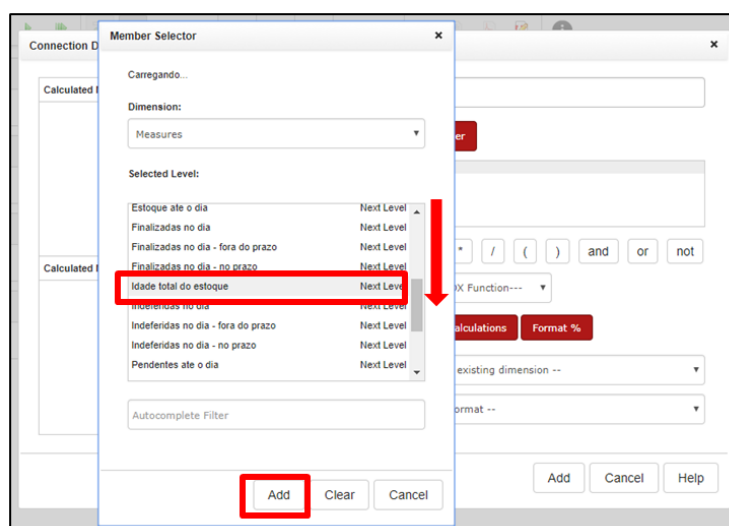 Connection D
Member Selector
×
×
Carregando...
Calculated
Dimension:
Measures
er
Selected Level:
Estoque ate o dia Next Level
Finalizadas no dia Next Level
Finalizadas no dia - fora do prazo Next Level
Finalizadas no dia - no prazo Next Level
Idade total do estoque Next Level
Indeferidas no dia Next Level
Indeferidas no dia - fora do prazo Next Level
Indeferidas no dia - no prazo Next Level
Pendentes ate o dia Next Level
* / ( ) and or not
Calculated
DX Function---
alculations Format %
existing dimension --
Autocomplete Filter
ormat --
Add Clear Cancel
Add Cancel Help